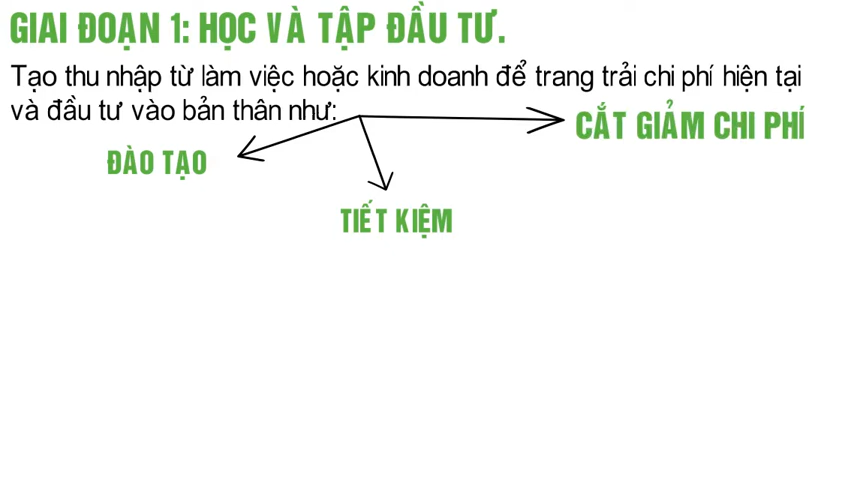 GIAI ĐOẠN 1: HỌC VÀ TẬP ĐẦU TƯ.
Tạo thu nhập từ làm việc hoặc kinh doanh để trang trải chi phí hiện tại
và đầu tư vào bản thân như:
CẮT GIẢM CHI PHÍ
ĐÀO TẠO
TIẾT KIỆM